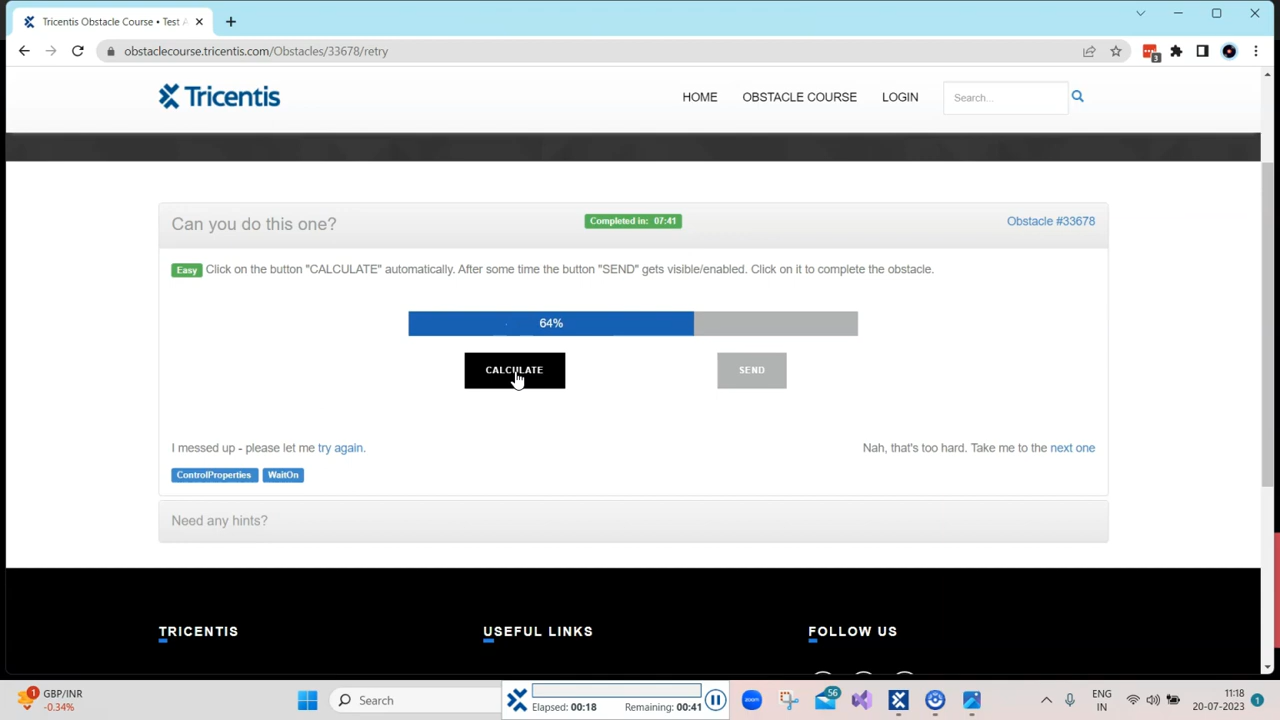 Tricentis Obstacle Course • Test A
obstaclecourse.tricentis.com/Obstacles/33678/retry
3
Tricentis
HOME OBSTACLE COURSE LOGIN Search...
Can you do this one? Completed in: 07:41 Obstacle #33678
Easy Click on the button "CALCULATE" automatically. After some time the button "SEND" gets visible/enabled. Click on it to complete the obstacle.
64%
CALCULATE SEND
I messed up - please let me try again. Nah, that's too hard. Take me to the next one
ControlProperties WaitOn
Need any hints?
TRICENTIS USEFUL LINKS FOLLOW US
1 GBP/INR
-0.34%
Search
Elapsed: 00:18 Remaining: 00:41
56
ENG
IN
11:18
20-07-2023
1